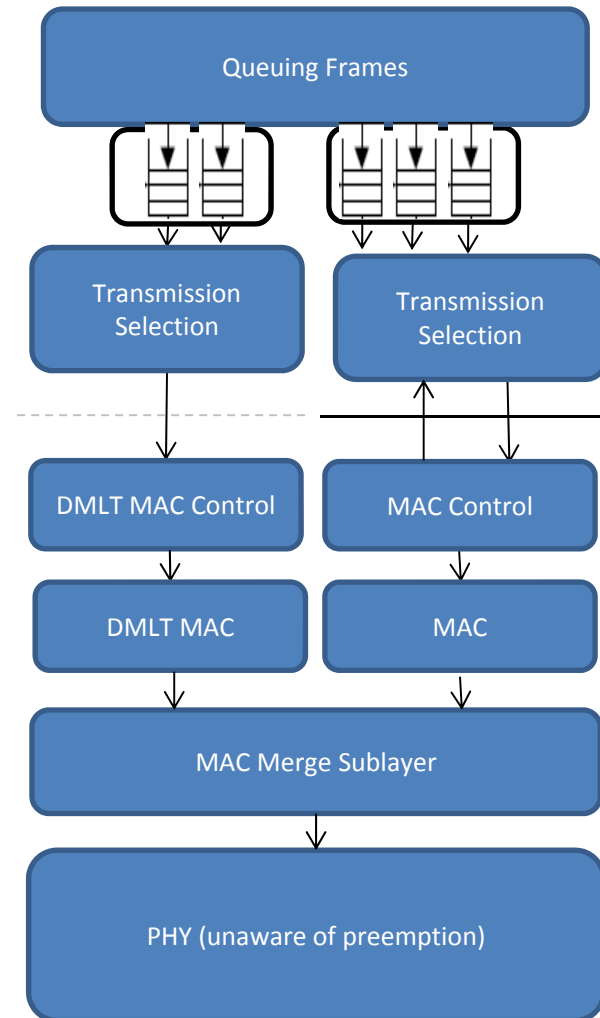 Queuing Frames
Transmission
Selection
Transmission
Selection
DMLT MAC Control
MAC Control
DMLT MAC
MAC
MAC Merge Sublayer
PHY (unaware of preemption)